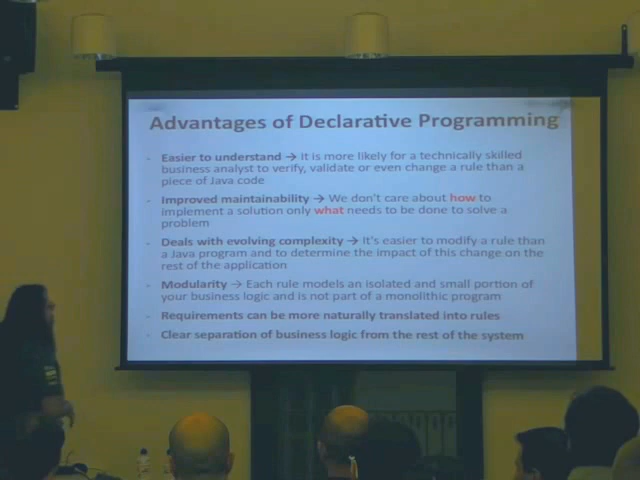 Advantages of Declarative Programming
- Easier to understand → It is more likely for a technically skilled
business analyst to verify, validate or even change a rule than a
piece of Java code
- Improved maintainability → We don't care about how to
implement a solution only what needs to be done to solve a
problem
- Deals with evolving complexity → It's easier to modify a rule than
a Java program and to determine the impact of this change on the
rest of the application
- Modularity → Each rule models an isolated and small portion of
your business logic and is not part of a monolithic program
- Requirements can be more naturally translated into rules
- Clear separation of business logic from the rest of the system